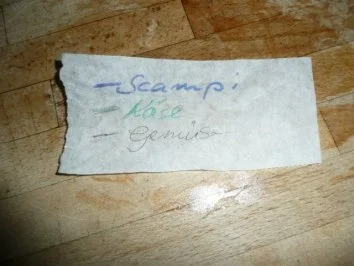 - Scampi
- Käse
- Gemüse